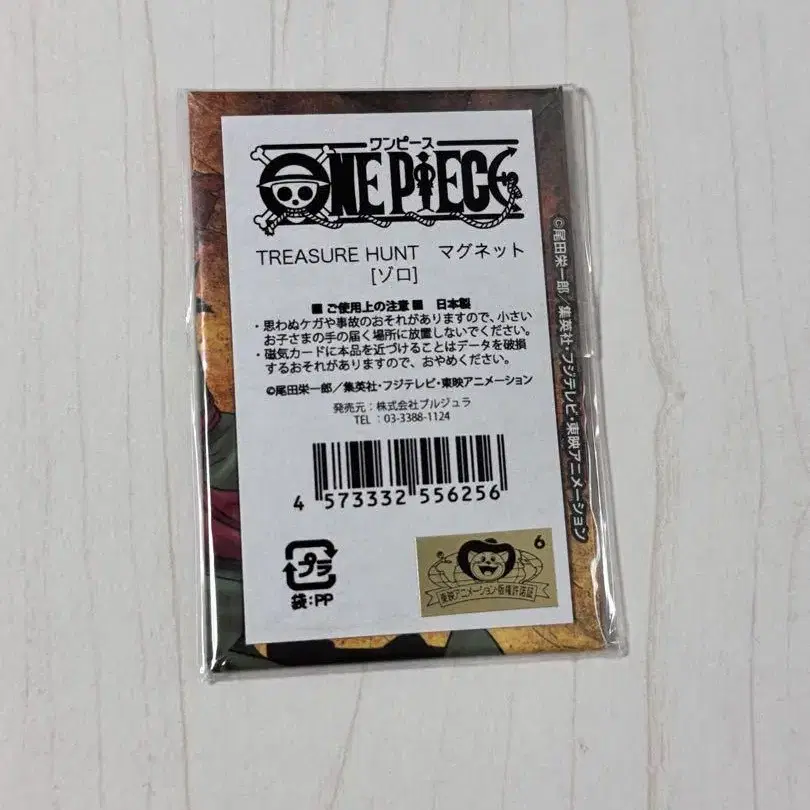 ワンピース
ONE PIECE
TREASURE HUNT　マグネット
[ゾロ]
■ご使用上の注意■　日本製
・思わぬケガや事故のおそれがありますので、小さい
お子さまの手の届く場所に放置しないでください。
・磁気カードに本品を近づけることはデータを破損
するおそれがありますので、おやめください。
©尾田栄一郎／集英社・フジテレビ・東映アニメーション
発売元：株式会社プルジュラ
TEL：03-3388-1124
4 573332 556256
プラ
袋：PP
6
東映アニメーション・版権許諾証
©尾田栄一郎／集英社・フジテレビ・東映アニメーション